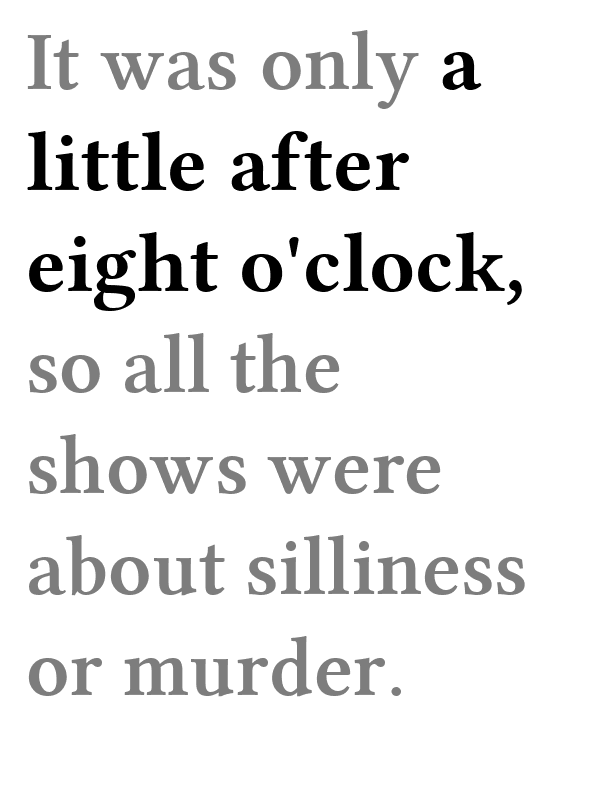 It was only a
little after
eight o'clock,
so all the
shows were
about silliness
or murder.